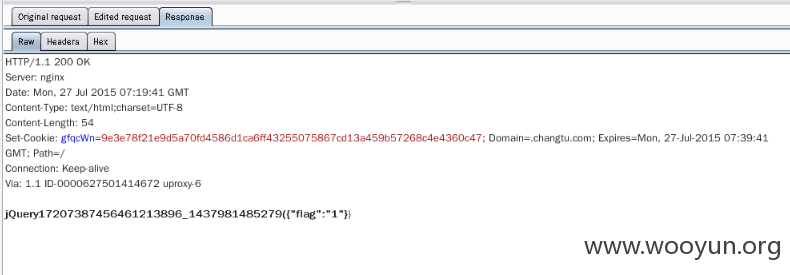 Original request Edited request Response
Raw Headers Hex
HTTP/1.1 200 OK
Server: nginx
Date: Mon, 27 Jul 2015 07:19:41 GMT
Content-Type: text/html;charset=UTF-8
Content-Length: 54
Set-Cookie: gfqcWn=9e3e78f21e9d5a70fd4586d1ca6ff43255075867cd13a459b57268c4e4360c47; Domain=.changtu.com; Expires=Mon, 27-Jul-2015 07:39:41
GMT; Path=/
Connection: Keep-alive
Via: 1.1 ID-0000627501414672 uproxy-6
jQuery17207387456461213896_1437981485279({"flag":"1"})
www.wooyun.org